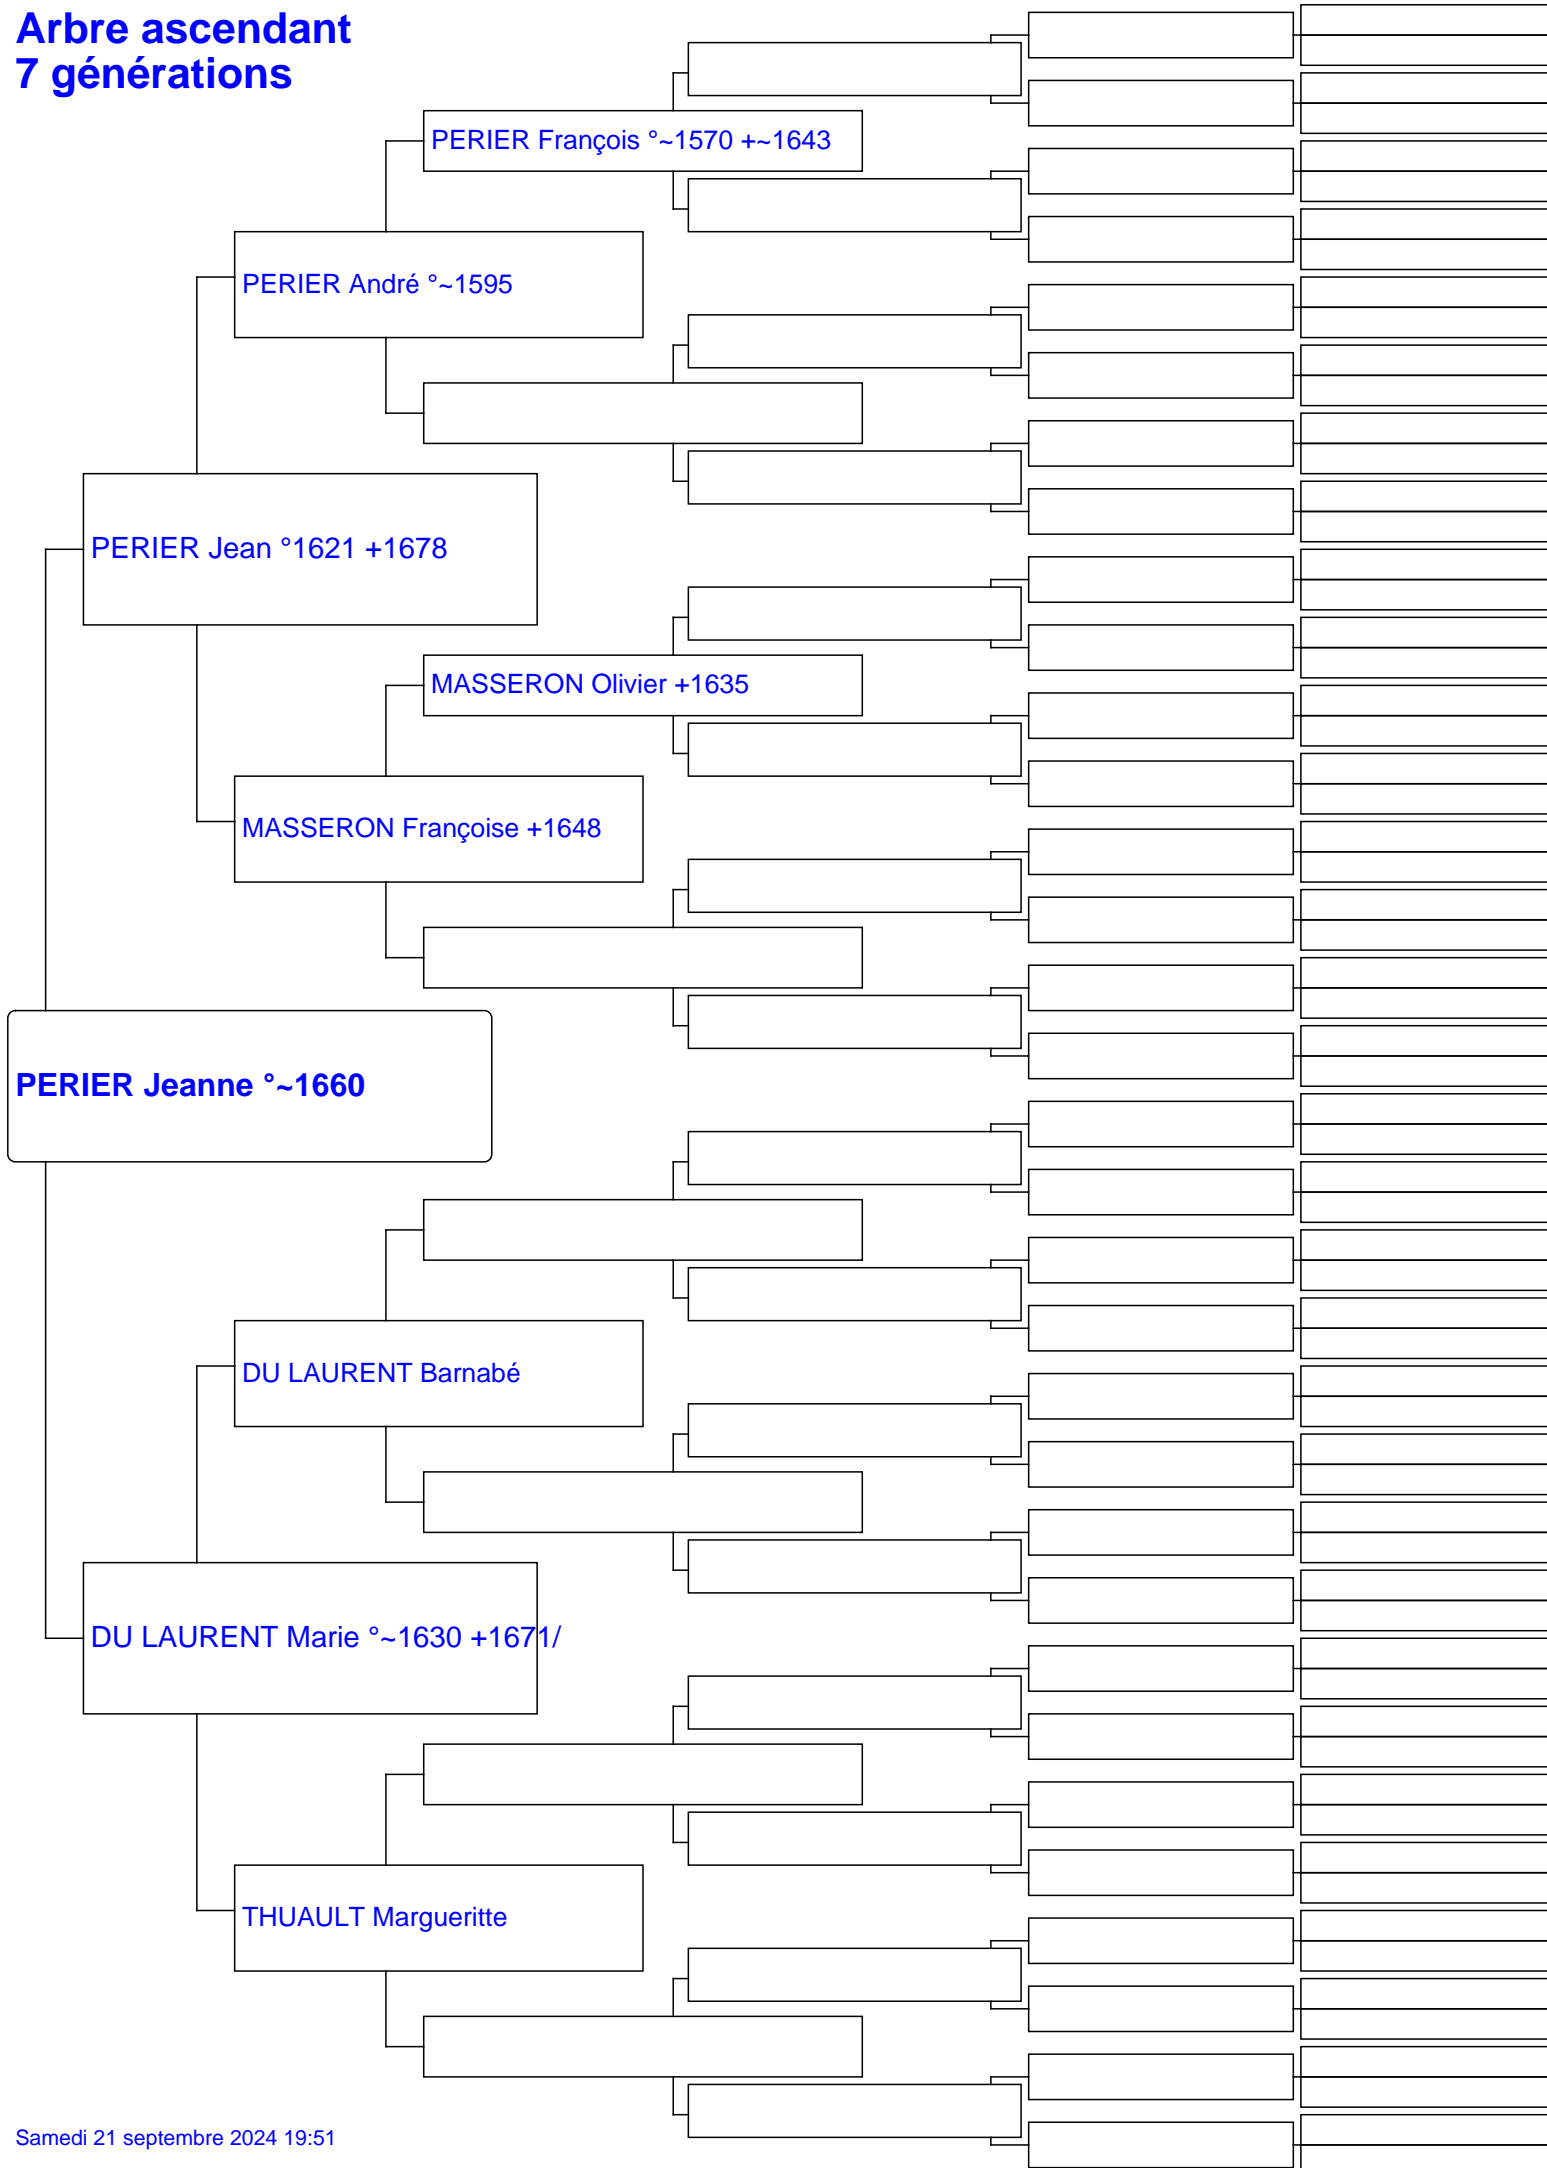 Arbre ascendant
7 générations
PERIER François °~1570 +~1643
PERIER André °~1595
PERIER Jean °1621 +1678
MASSERON Olivier +1635
MASSERON Françoise +1648
PERIER Jeanne °~1660
DU LAURENT Barnabé
DU LAURENT Marie °~1630 +1671/
THUAULT Margueritte
Samedi 21 septembre 2024 19:51